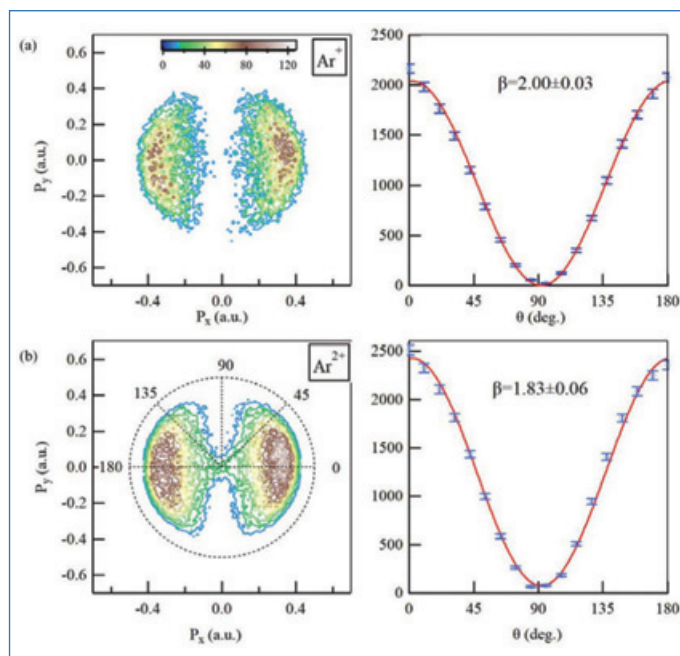 (a)
Ar⁺
0 40 80 120
0.6
0.4
0.2
0.0
-0.2
-0.4
-0.6
P_y (a.u.)
-0.4 0.0 0.4
P_x (a.u.)
2500
2000
1500
1000
500
0
β=2.00±0.03
0 45 90 135 180
θ (deg.)
(b)
Ar²⁺
0.6
0.4
0.2
0.0
-0.2
-0.4
-0.6
P_y (a.u.)
90
135 45
180 0
-0.4 0.0 0.4
P_x (a.u.)
2500
2000
1500
1000
500
0
β=1.83±0.06
0 45 90 135 180
θ (deg.)